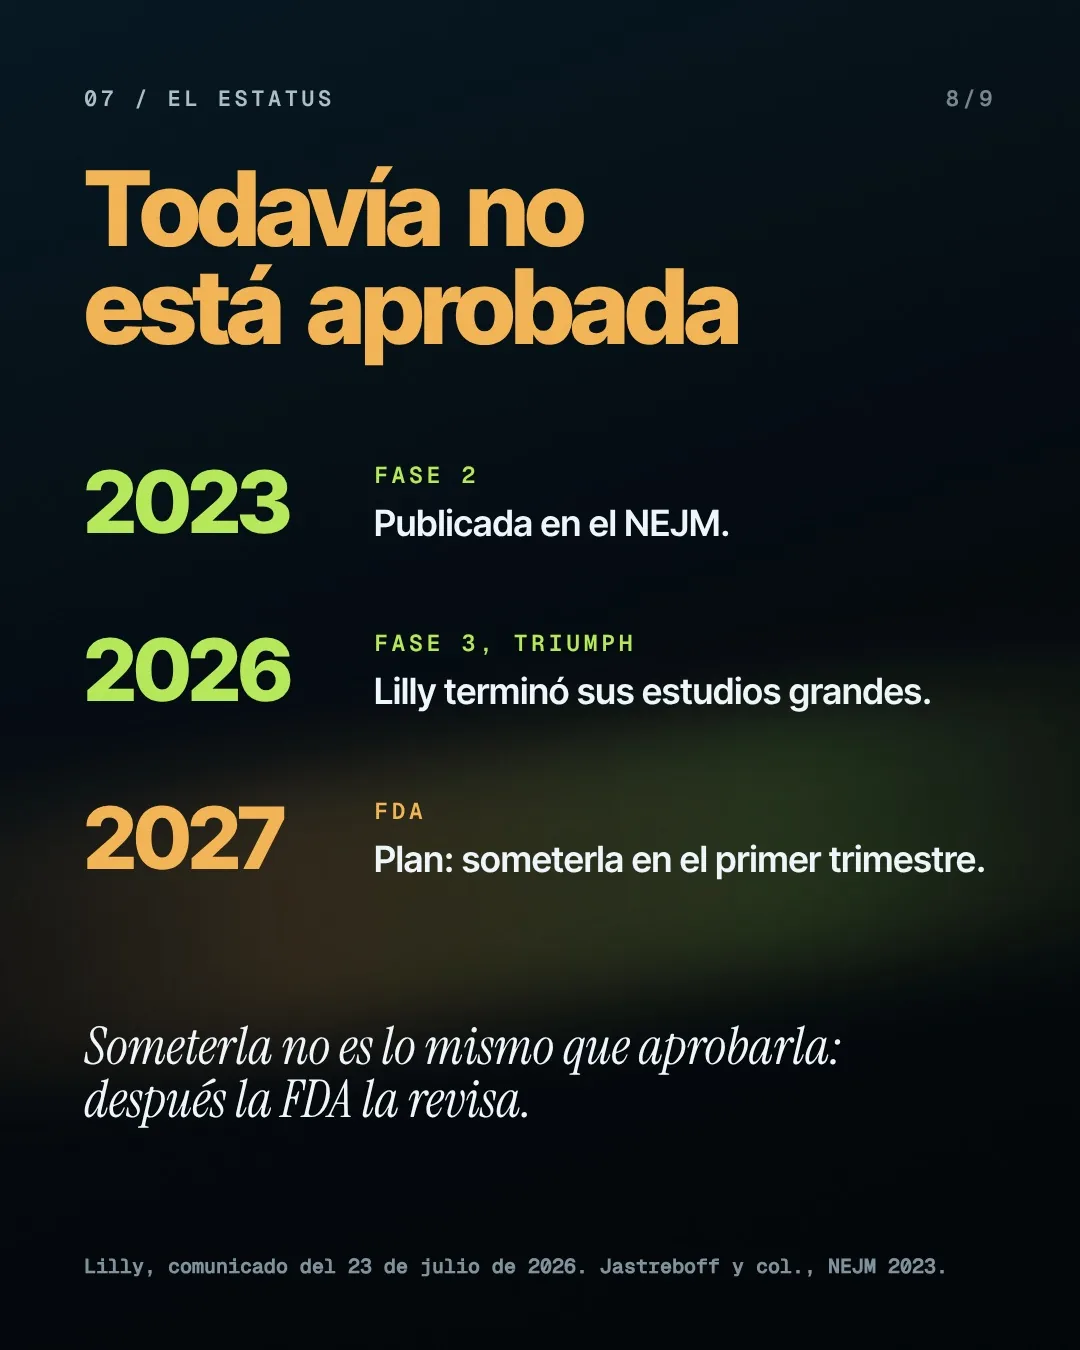 07 / EL ESTATUS
8/9
Todavía no
está aprobada
2023
FASE 2
Publicada en el NEJM.
2026
FASE 3, TRIUMPH
Lilly terminó sus estudios grandes.
2027
FDA
Plan: someterla en el primer trimestre.
Someterla no es lo mismo que aprobarla:
después la FDA la revisa.
Lilly, comunicado del 23 de julio de 2026. Jastreboff y col., NEJM 2023.